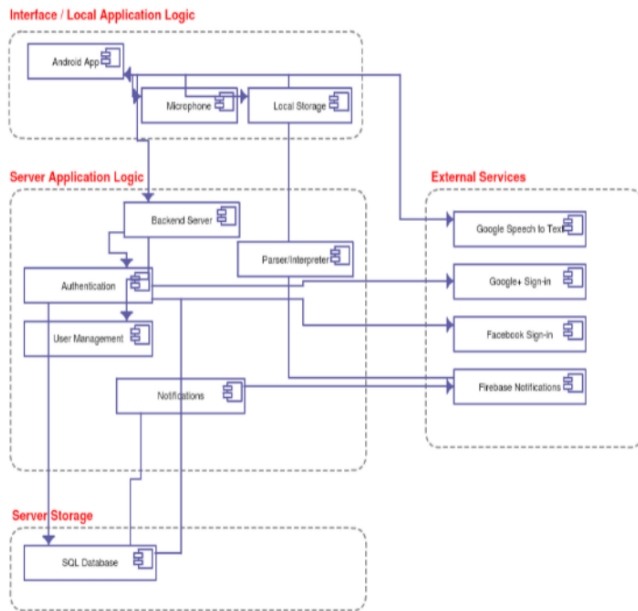 Interface / Local Application Logic
Android App
Microphone
Local Storage
Server Application Logic
External Services
Backend Server
Google Speech to Text
Parser/Interpreter
Authentication
Google+ Sign-in
User Management
Facebook Sign-in
Notifications
Firebase Notifications
Server Storage
SQL Database